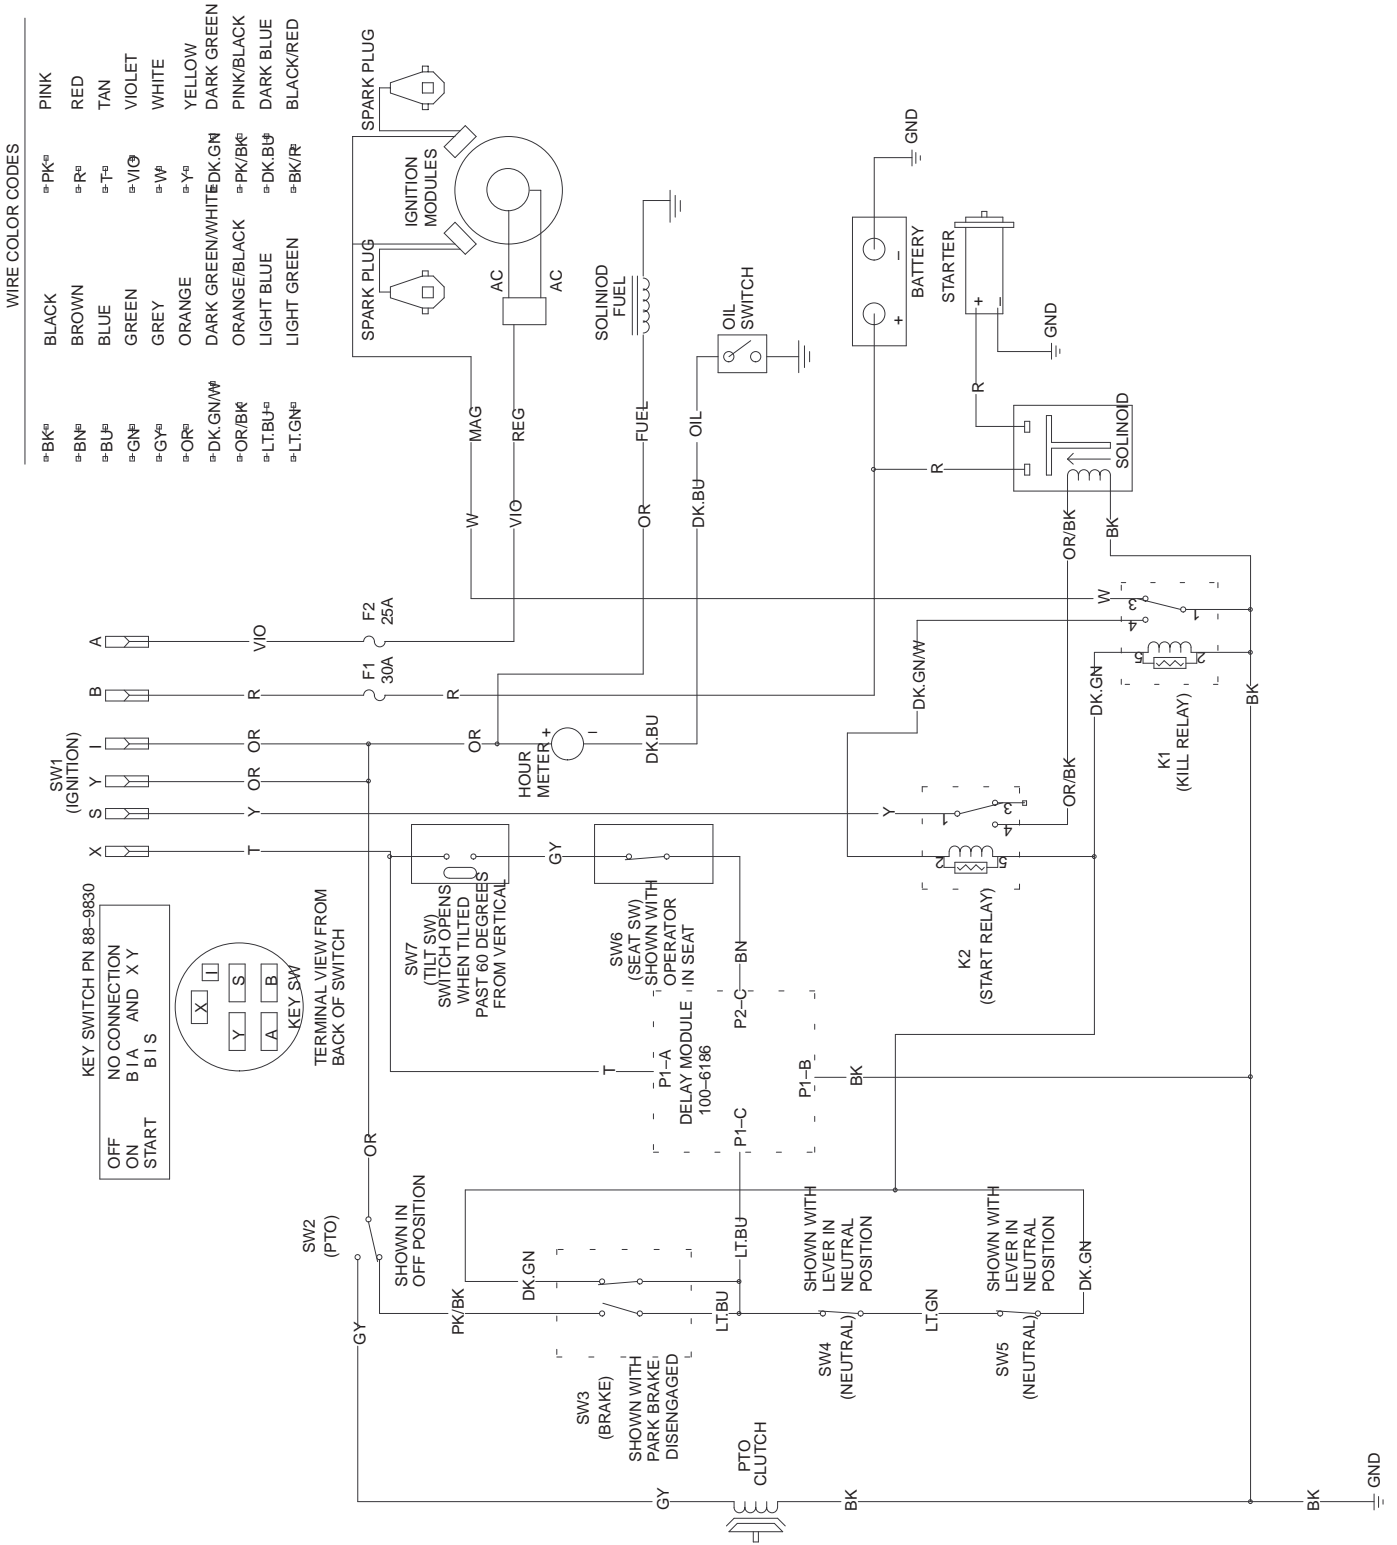 WIRE COLOR CODES
BK BLACK PK PINK
BN BROWN R RED
BU BLUE T TAN
GN GREEN VIO VIOLET
GY GREY W WHITE
OR ORANGE Y YELLOW
DK.GN/W DARK GREEN/WHITE DK.GN DARK GREEN
OR/BK ORANGE/BLACK PK/BK PINK/BLACK
LT.BU LIGHT BLUE DK.BU DARK BLUE
LT.GN LIGHT GREEN BK/R BLACK/RED
SPARK PLUG
SPARK PLUG
IGNITION
MODULES
AC
AC
MAG
REG
W
VIO
SOLINIOD
FUEL
FUEL
OR
OIL
SWITCH
OIL
DK.BU
BATTERY
+
−
GND
STARTER
+
−
GND
R
R
SOLINOID
OR/BK
BK
SW1
(IGNITION)
A
B
I
Y
S
X
VIO
R
OR
OR
Y
T
F2
25A
F1
30A
R
OR
HOUR
METER
+
−
DK.BU
W
3
4
1
5
2
K1
(KILL RELAY)
BK
DK.GN/W
DK.GN
OR/BK
Y
1
3
4
2
5
K2
(START RELAY)
KEY SWITCH PN 88–9830
OFF NO CONNECTION
ON B I A AND X Y
START B I S
X
I
Y
S
A
B
KEY SW
TERMINAL VIEW FROM
BACK OF SWITCH
SW7
(TILT SW)
SWITCH OPENS
WHEN TILTED
PAST 60 DEGREES
FROM VERTICAL
GY
SW6
(SEAT SW)
SHOWN WITH
OPERATOR
IN SEAT
BN
T
P1–A
P2–C
DELAY MODULE
100–6186
P1–C
P1–B
BK
OR
SW2
(PTO)
SHOWN IN
OFF POSITION
GY
PK/BK
DK.GN
SW3
(BRAKE)
SHOWN WITH
PARK BRAKE
DISENGAGED
LT.BU
LT.BU
SHOWN WITH
LEVER IN
NEUTRAL
POSITION
SW4
(NEUTRAL)
LT.GN
SHOWN WITH
LEVER IN
NEUTRAL
POSITION
SW5
(NEUTRAL)
DK.GN
GY
PTO
CLUTCH
BK
BK
GND